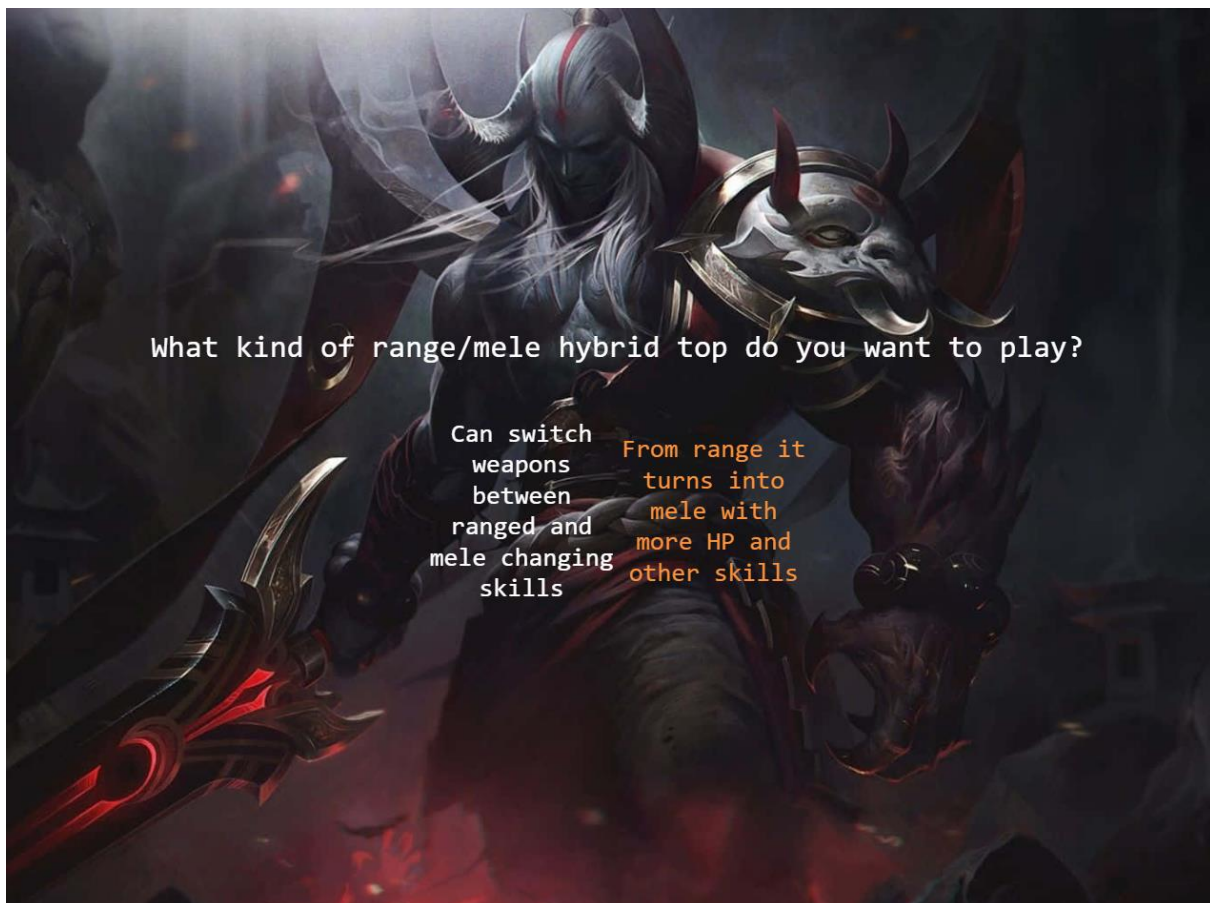 What kind of range/mele hybrid top do you want to play?
Can switch
weapons
between
ranged and
mele changing
skills
From range it
turns into
mele with
more HP and
other skills